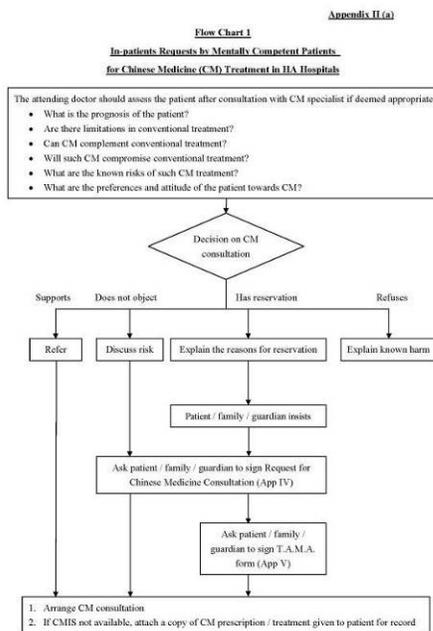 Appendix II (a)
Flow Chart 1
In-patients Requests by Mentally Competent Patients
for Chinese Medicine (CM) Treatment in HA Hospitals
The attending doctor should assess the patient after consultation with CM specialist if deemed appropriate
• What is the prognosis of the patient?
• Are there limitations in conventional treatment?
• Can CM complement conventional treatment?
• Will such CM compromise conventional treatment?
• What are the known risks of such CM treatment?
• What are the preferences and attitude of the patient towards CM?
Decision on CM
consultation
Supports
Does not object
Has reservation
Refuses
Refer
Discuss risk
Explain the reasons for reservation
Explain known harm
Patient / family / guardian insists
Ask patient / family / guardian to sign Request for
Chinese Medicine Consultation (App IV)
Ask patient / family /
guardian to sign T.A.M.A.
form (App V)
1. Arrange CM consultation
2. If CMIS not available, attach a copy of CM prescription / treatment given to patient for record